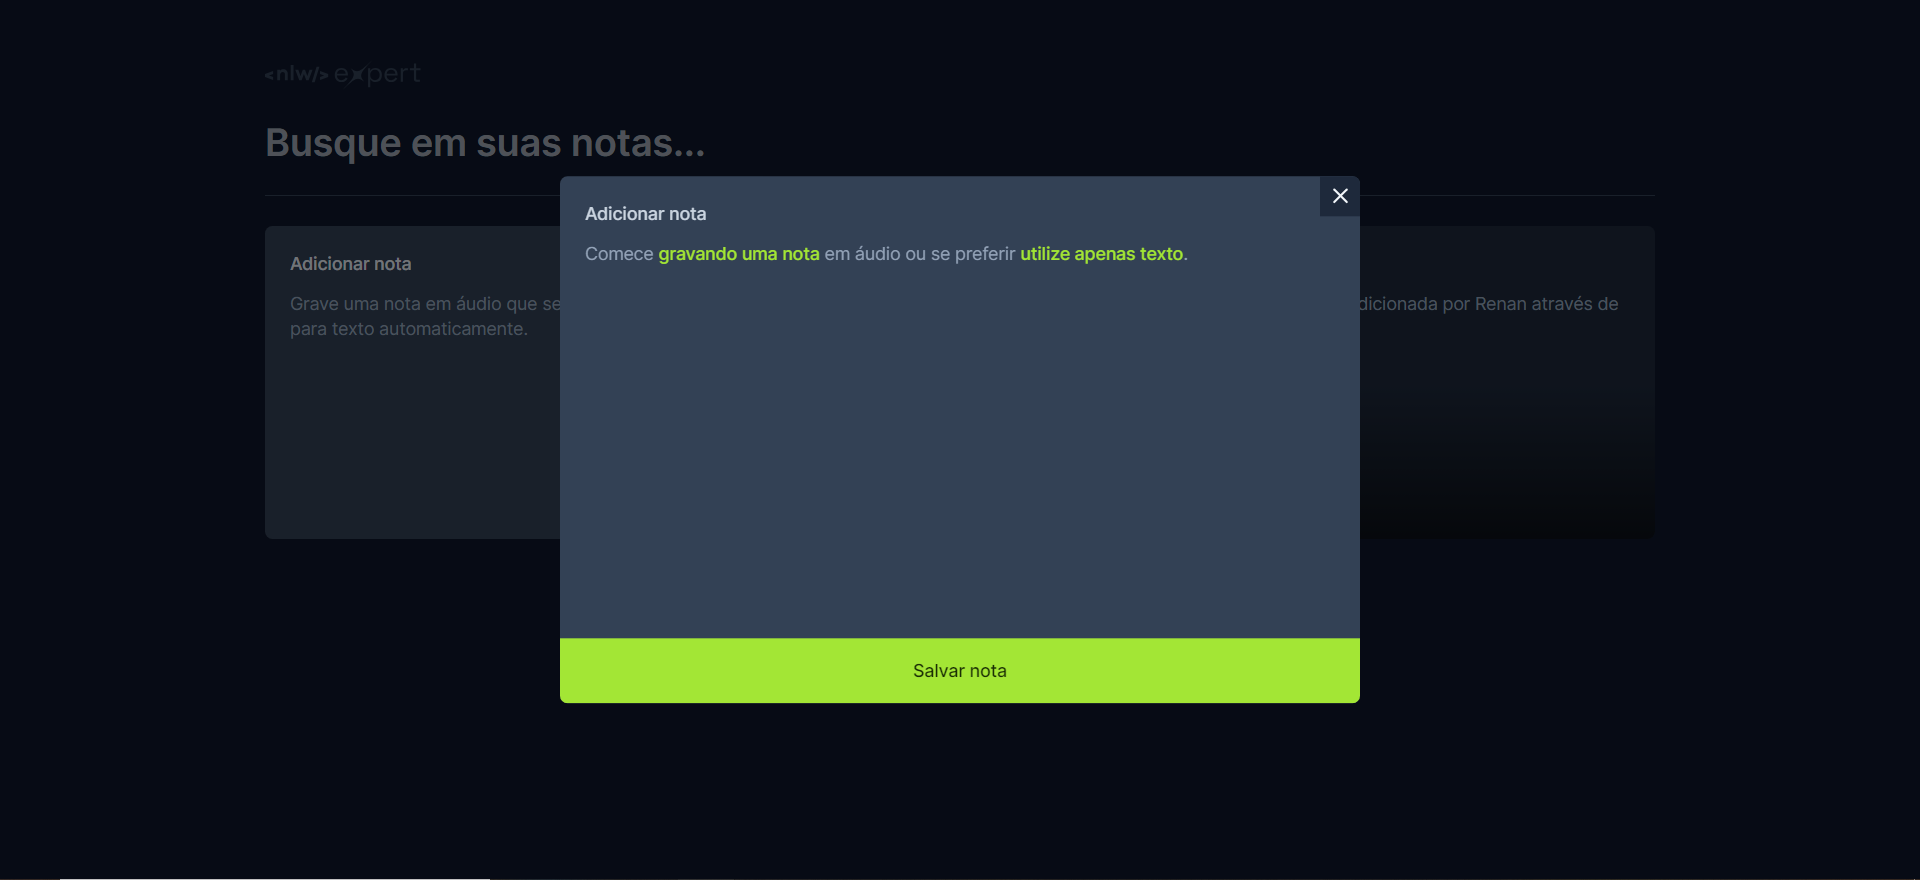 <nlw/> expert
Busque em suas notas...
Adicionar nota
Grave uma nota em áudio que se
para texto automaticamente.
Adicionar nota
Comece gravando uma nota em áudio ou se preferir utilize apenas texto.
Salvar nota
dicionada por Renan através de